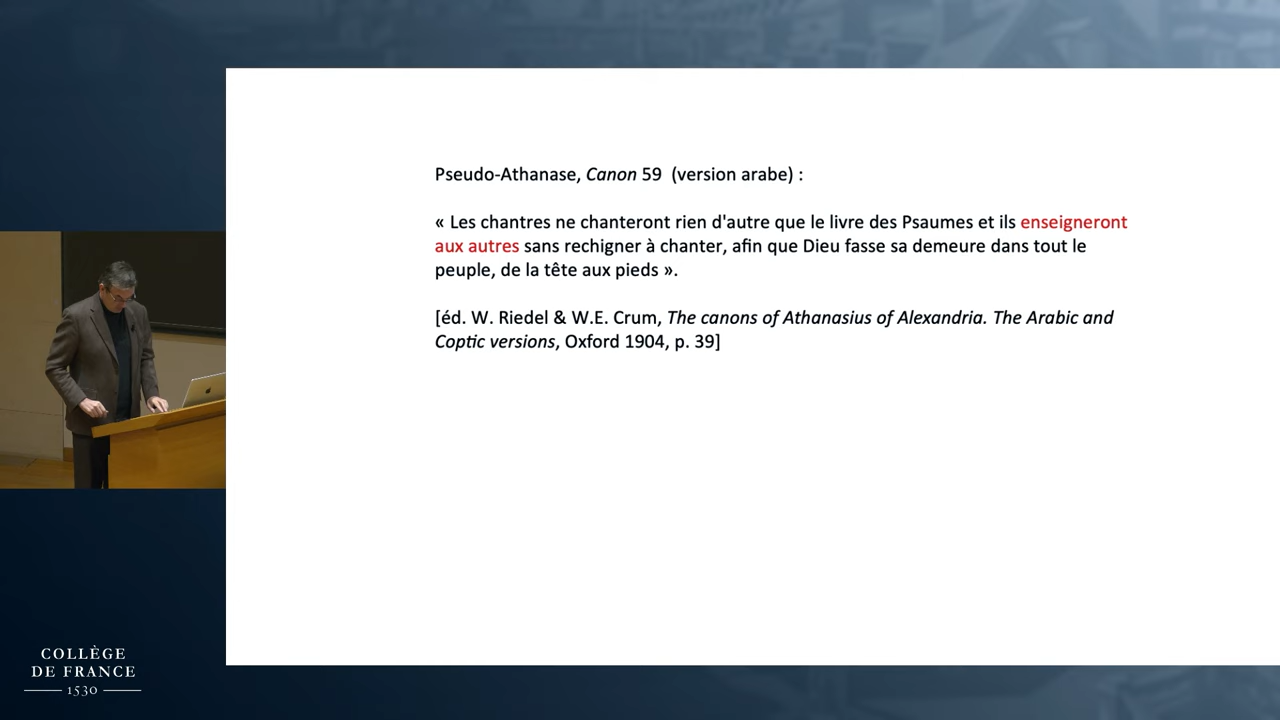 Pseudo-Athanase, Canon 59 (version arabe) :
« Les chantres ne chanteront rien d'autre que le livre des Psaumes et ils enseigneront
aux autres sans rechigner à chanter, afin que Dieu fasse sa demeure dans tout le
peuple, de la tête aux pieds ».
[éd. W. Riedel & W.E. Crum, The canons of Athanasius of Alexandria. The Arabic and
Coptic versions, Oxford 1904, p. 39]
COLLÈGE
DE FRANCE
1530